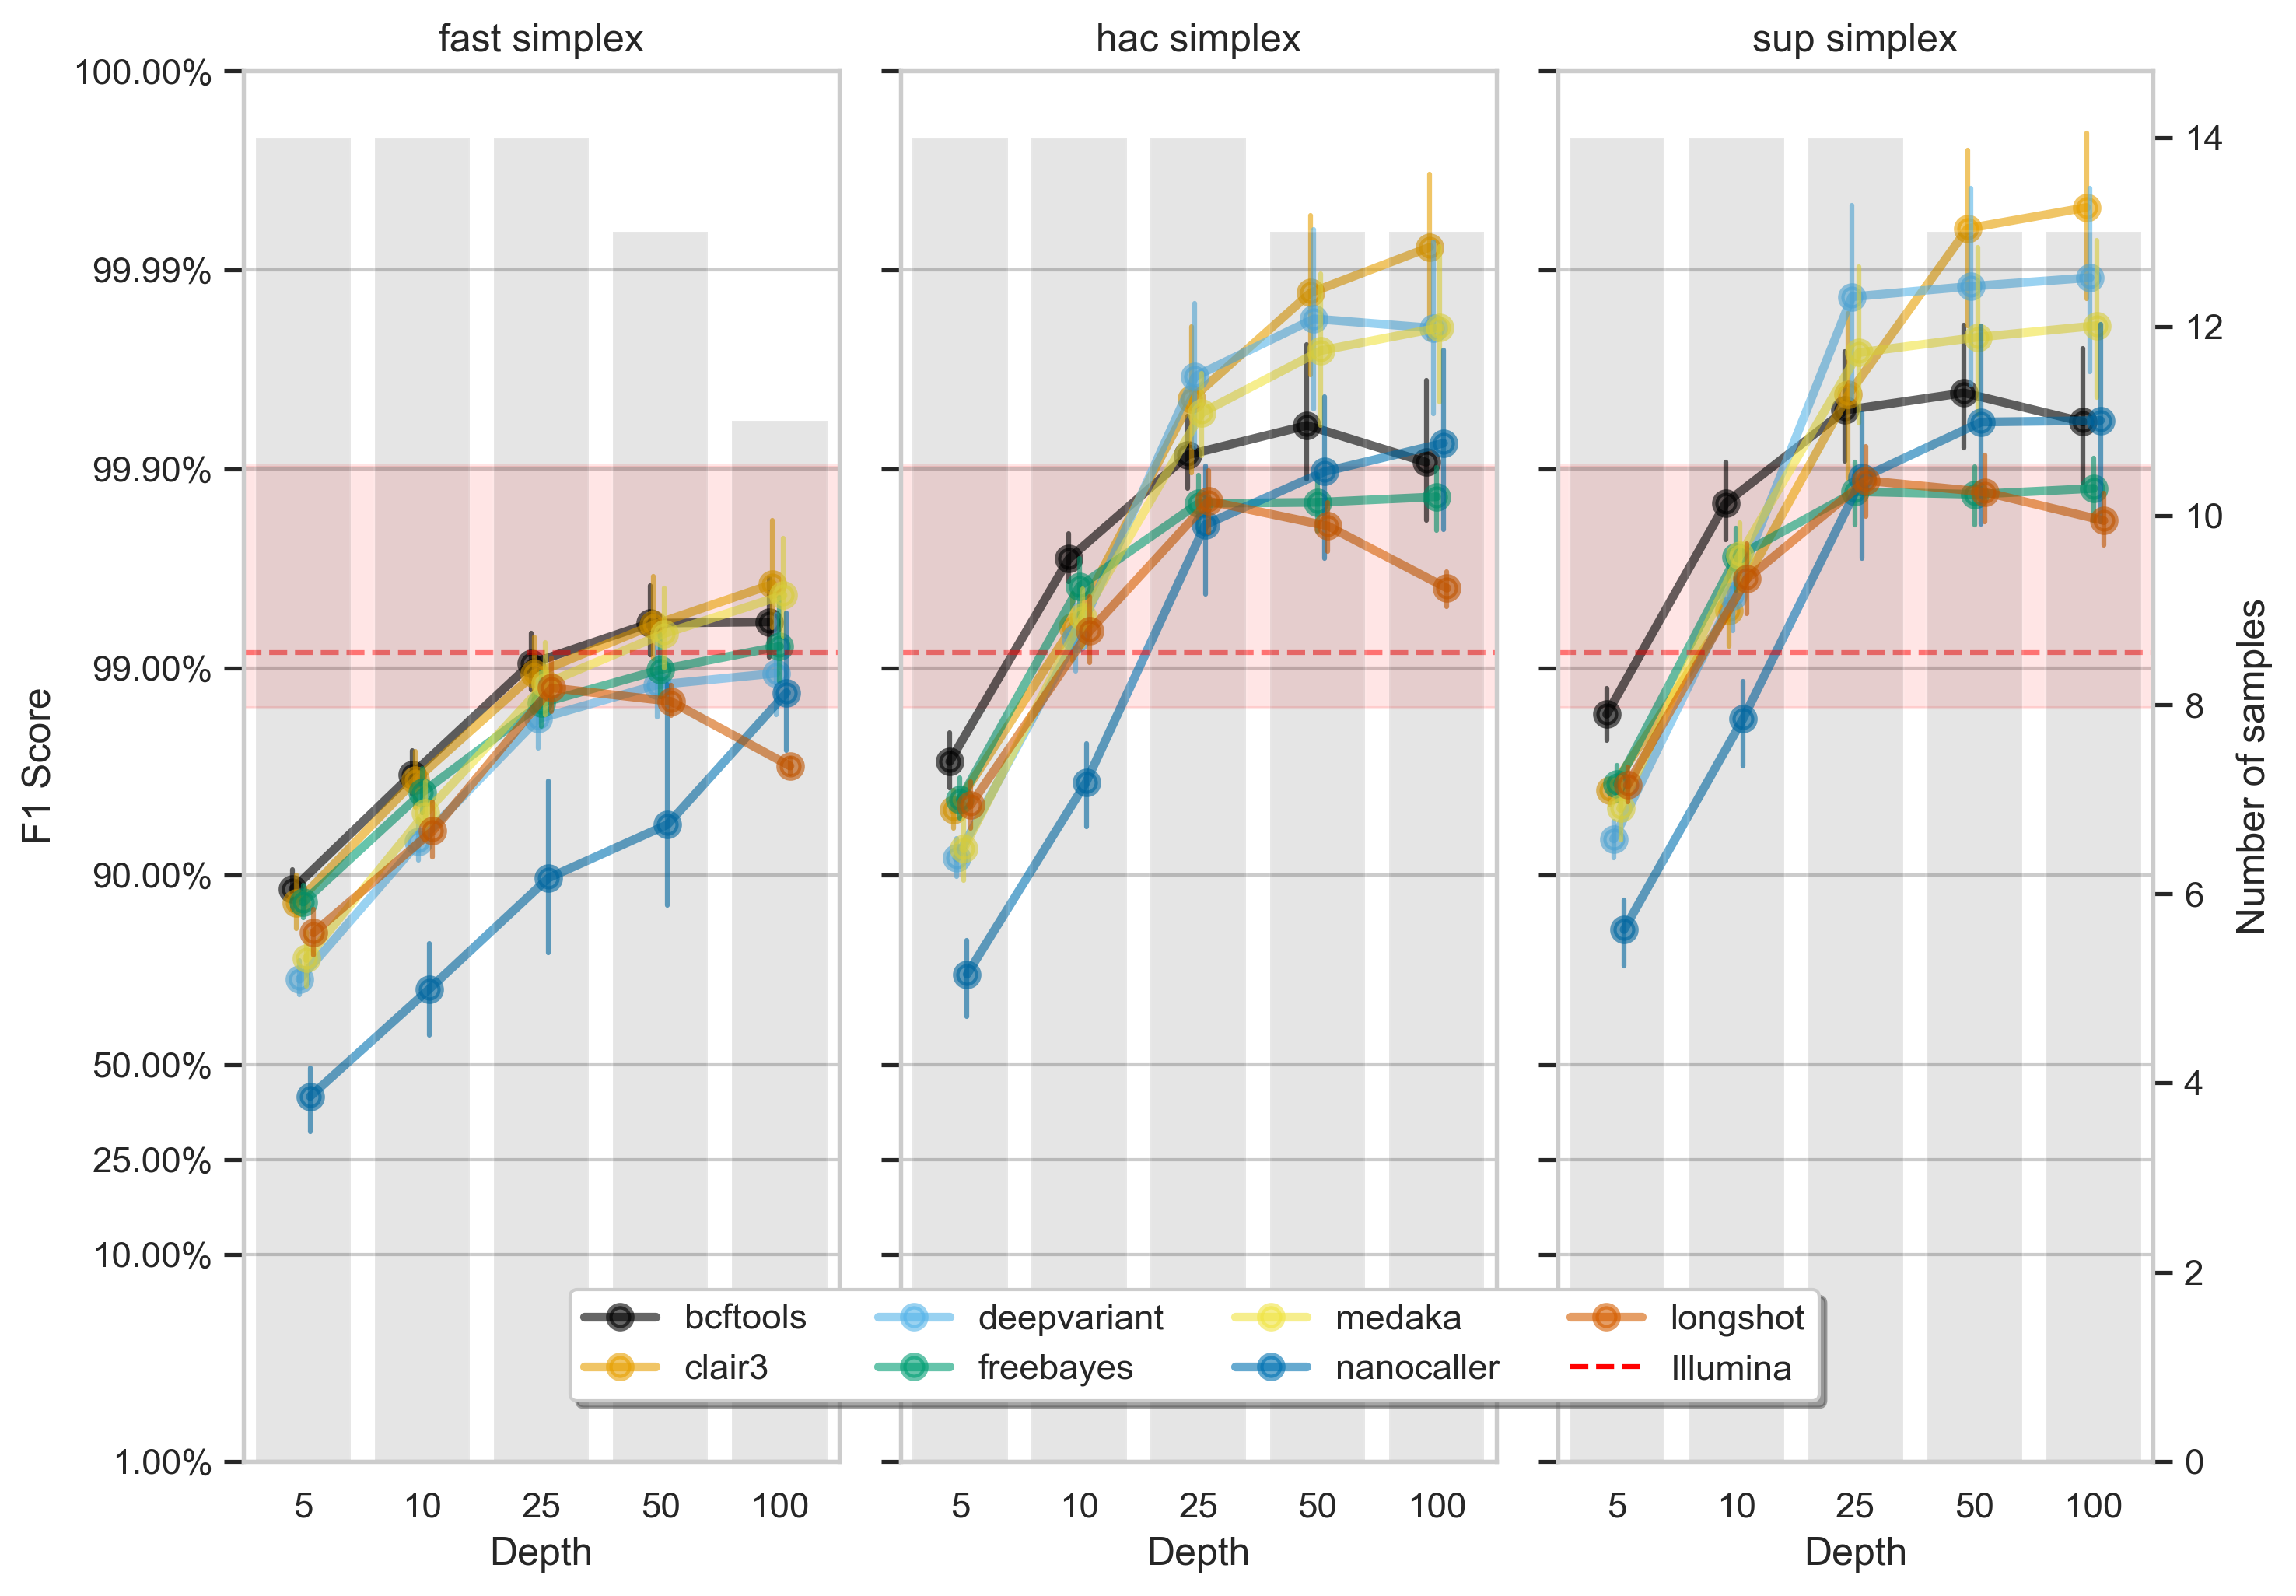 fast simplex
hac simplex
sup simplex
100.00%
99.99%
99.90%
99.00%
90.00%
50.00%
25.00%
10.00%
1.00%
F1 Score
14
12
10
8
6
4
2
0
Number of samples
bcftools
clair3
deepvariant
freebayes
medaka
nanocaller
longshot
Illumina
5 10 25 50 100
5 10 25 50 100
5 10 25 50 100
Depth
Depth
Depth